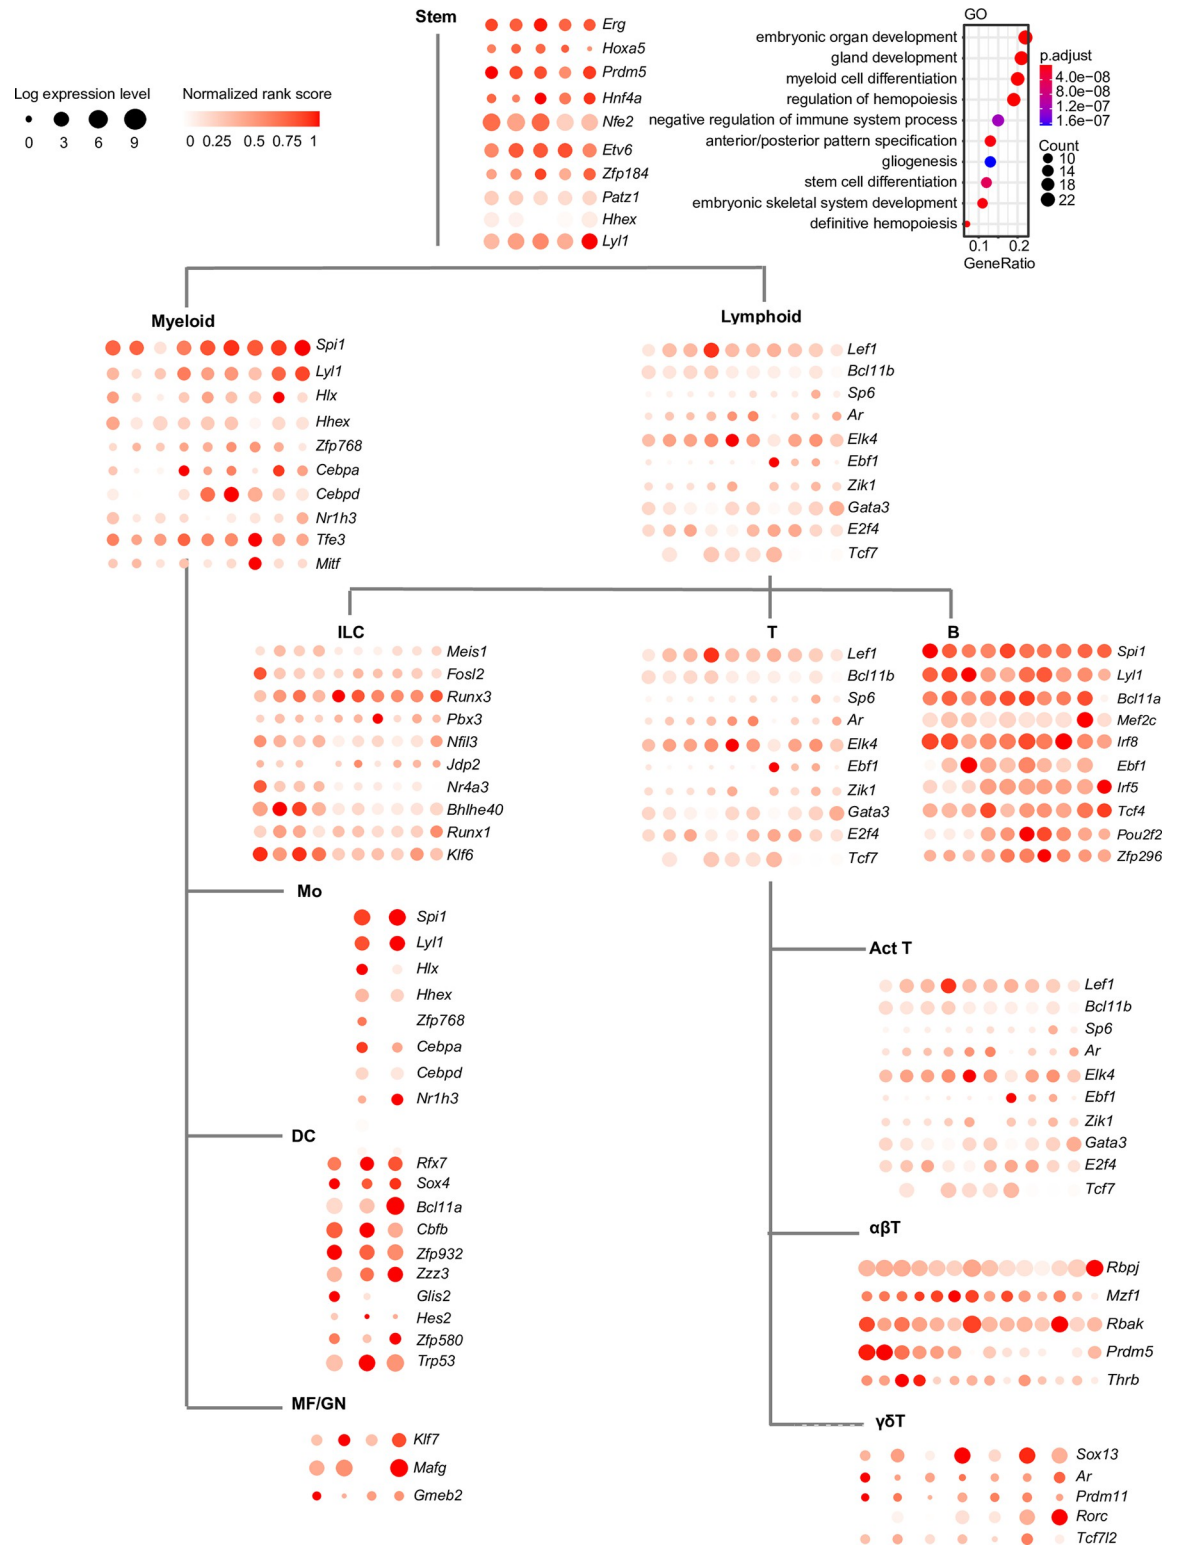 Stem
Erg
Hoxa5
Prdm5
Hnf4a
Nfe2
Etv6
Zfp184
Patz1
Hhex
Lyl1
Log expression level
0 3 6 9
Normalized rank score
0 0.25 0.5 0.75 1
GO
embryonic organ development
gland development
myeloid cell differentiation
regulation of hemopoiesis
negative regulation of immune system process
anterior/posterior pattern specification
gliogenesis
stem cell differentiation
embryonic skeletal system development
definitive hemopoiesis
0.1 0.2
GeneRatio
p.adjust
4.0e-08
8.0e-08
1.2e-07
1.6e-07
Count
10
14
18
22
Myeloid
Spi1
Lyl1
Hlx
Hhex
Zfp768
Cebpa
Cebpd
Nr1h3
Tfe3
Mitf
Lymphoid
Lef1
Bcl11b
Sp6
Ar
Elk4
Ebf1
Zik1
Gata3
E2f4
Tcf7
ILC
Meis1
Fosl2
Runx3
Pbx3
Nfil3
Jdp2
Nr4a3
Bhlhe40
Runx1
Klf6
T
Lef1
Bcl11b
Sp6
Ar
Elk4
Ebf1
Zik1
Gata3
E2f4
Tcf7
B
Spi1
Lyl1
Bcl11a
Mef2c
Irf8
Ebf1
Irf5
Tcf4
Pou2f2
Zfp296
Mo
Spi1
Lyl1
Hlx
Hhex
Zfp768
Cebpa
Cebpd
Nr1h3
DC
Rfx7
Sox4
Bcl11a
Cbfb
Zfp932
Zzz3
Glis2
Hes2
Zfp580
Trp53
MF/GN
Klf7
Mafg
Gmeb2
Act T
Lef1
Bcl11b
Sp6
Ar
Elk4
Ebf1
Zik1
Gata3
E2f4
Tcf7
αβT
Rbpj
Mzf1
Rbak
Prdm5
Thrb
γδT
Sox13
Ar
Prdm11
Rorc
Tcf7l2